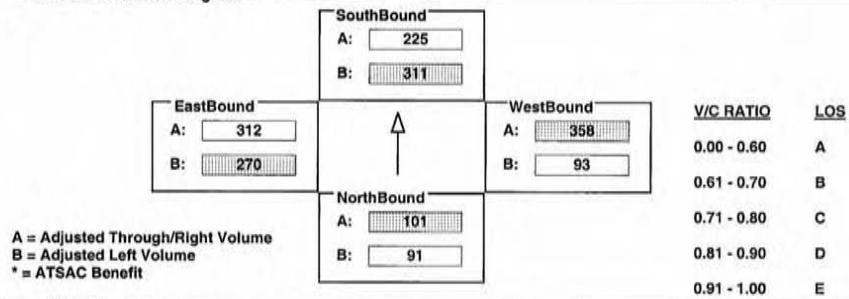 SouthBound
A: 225
B: 311
EastBound
A: 312
B: 270
WestBound
A: 358
B: 93
NorthBound
A: 101
B: 91
A = Adjusted Through/Right Volume
B = Adjusted Left Volume
* = ATSAC Benefit
V/C RATIO LOS
0.00 - 0.60 A
0.61 - 0.70 B
0.71 - 0.80 C
0.81 - 0.90 D
0.91 - 1.00 E